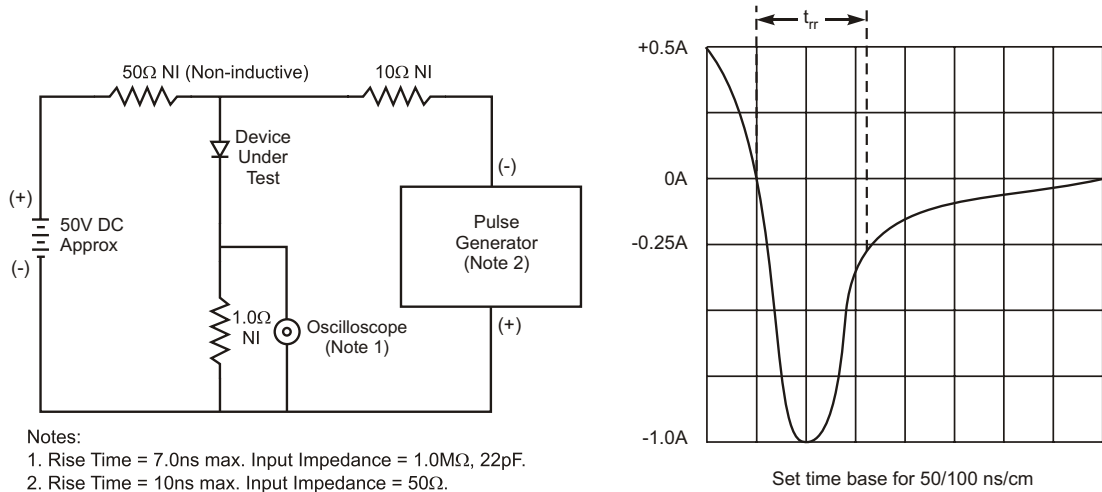 50Ω NI (Non-inductive)
10Ω NI
Device
Under
Test
(+)
50V DC
Approx
(-)
(-)
Pulse
Generator
(Note 2)
(+)
1.0Ω
NI
Oscilloscope
(Note 1)
Notes:
1. Rise Time = 7.0ns max. Input Impedance = 1.0MΩ, 22pF.
2. Rise Time = 10ns max. Input Impedance = 50Ω.
trr
+0.5A
0A
-0.25A
-1.0A
Set time base for 50/100 ns/cm